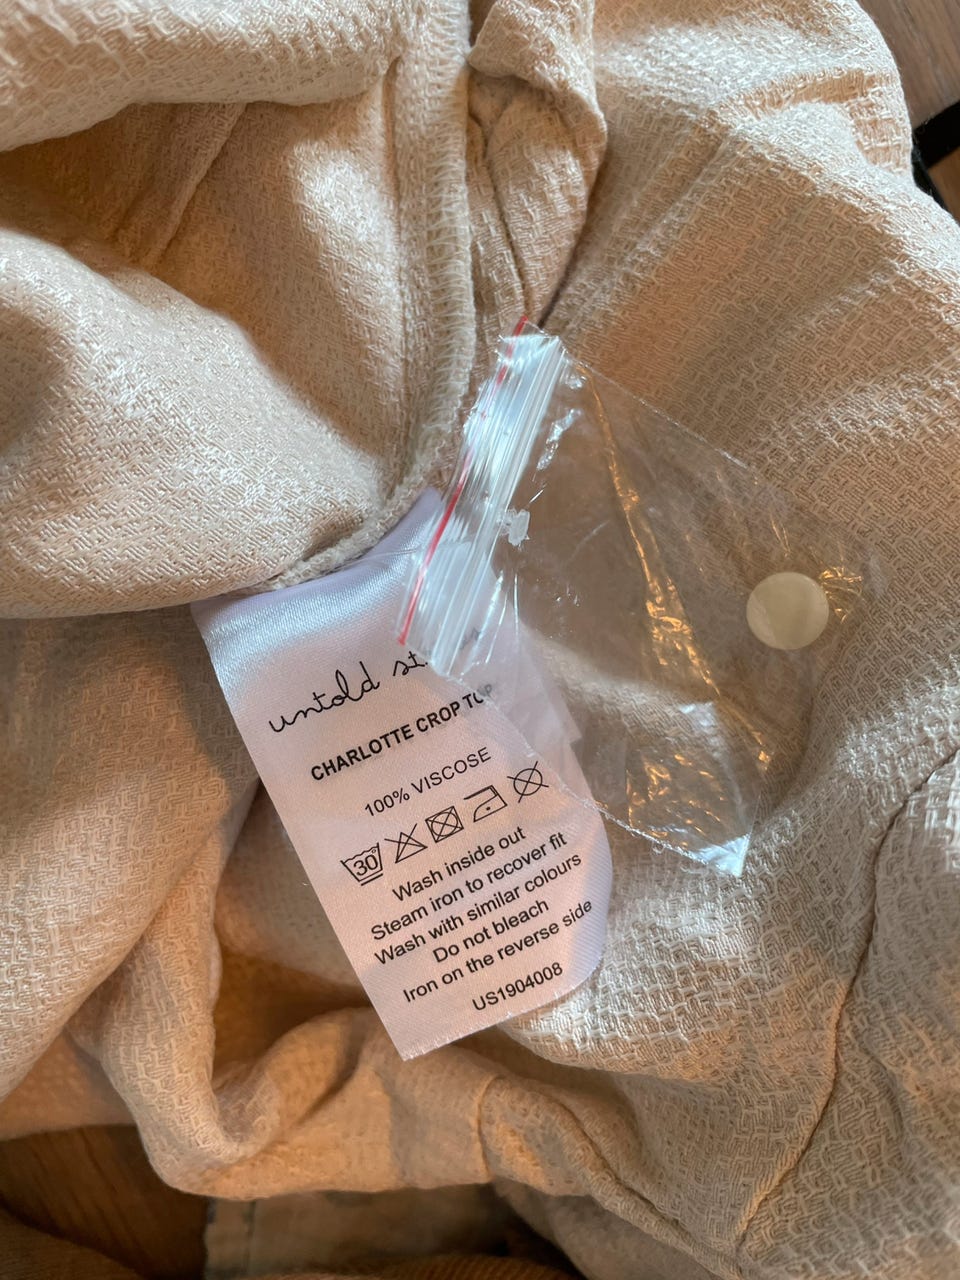 untold
CHARLOTTE CROP TOP
100% VISCOSE
30
Wash inside out
Steam iron to recover fit
Wash with similar colours
Do not bleach
Iron on the reverse side
US1904008